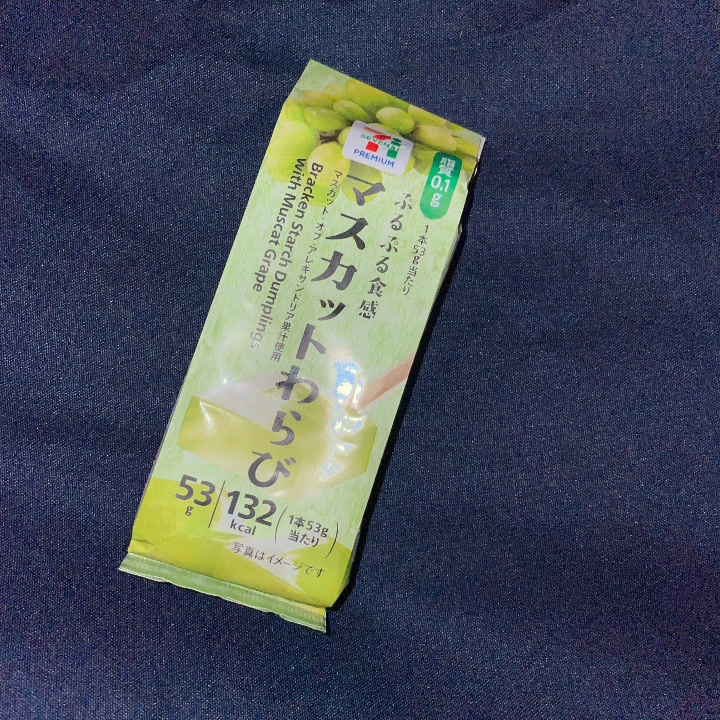 SEVEN&i
PREMIUM
脂質
0.1g
1本53g当たり
ぷるぷる食感
マスカットわらび
マスカット・オブ・アレキサンドリア果汁使用
Bracken Starch Dumplings
With Muscat Grape
53g
132kcal
(1本53g当たり)
写真はイメージです